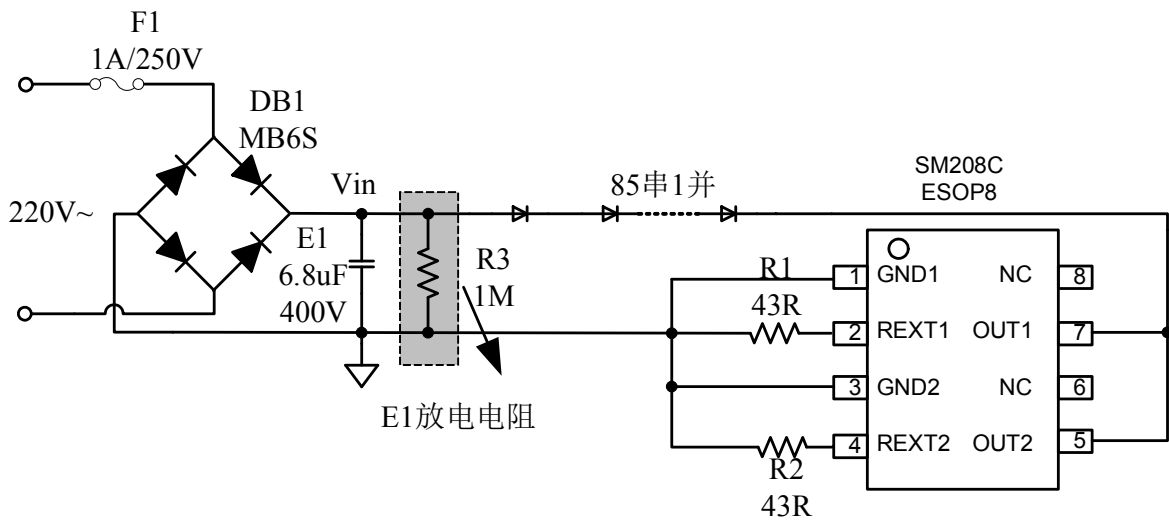 F1
1A/250V
DB1
MB6S
220V~
Vin
E1
6.8uF
400V
R3
1M
E1放电电阻
85串1并
SM208C
ESOP8
R1
43R
R2
43R
1 GND1 NC 8
2 REXT1 OUT1 7
3 GND2 NC 6
4 REXT2 OUT2 5